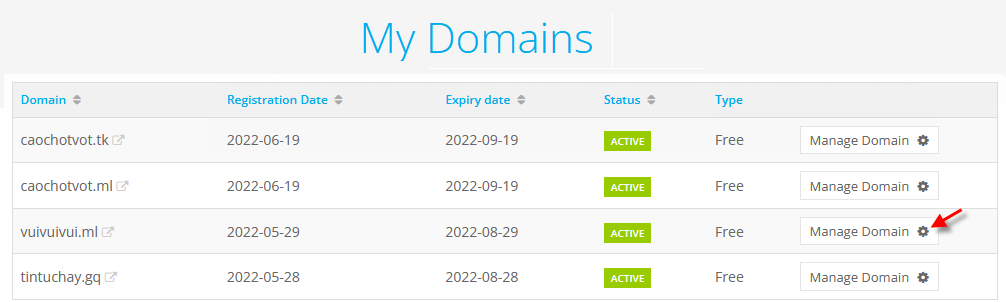 My Domains
Domain Registration Date Expiry date Status Type
caochotvot.tk 2022-06-19 2022-09-19 ACTIVE Free Manage Domain
caochotvot.ml 2022-06-19 2022-09-19 ACTIVE Free Manage Domain
vuivuivui.ml 2022-05-29 2022-08-29 ACTIVE Free Manage Domain
tintuchay.gq 2022-05-28 2022-08-28 ACTIVE Free Manage Domain